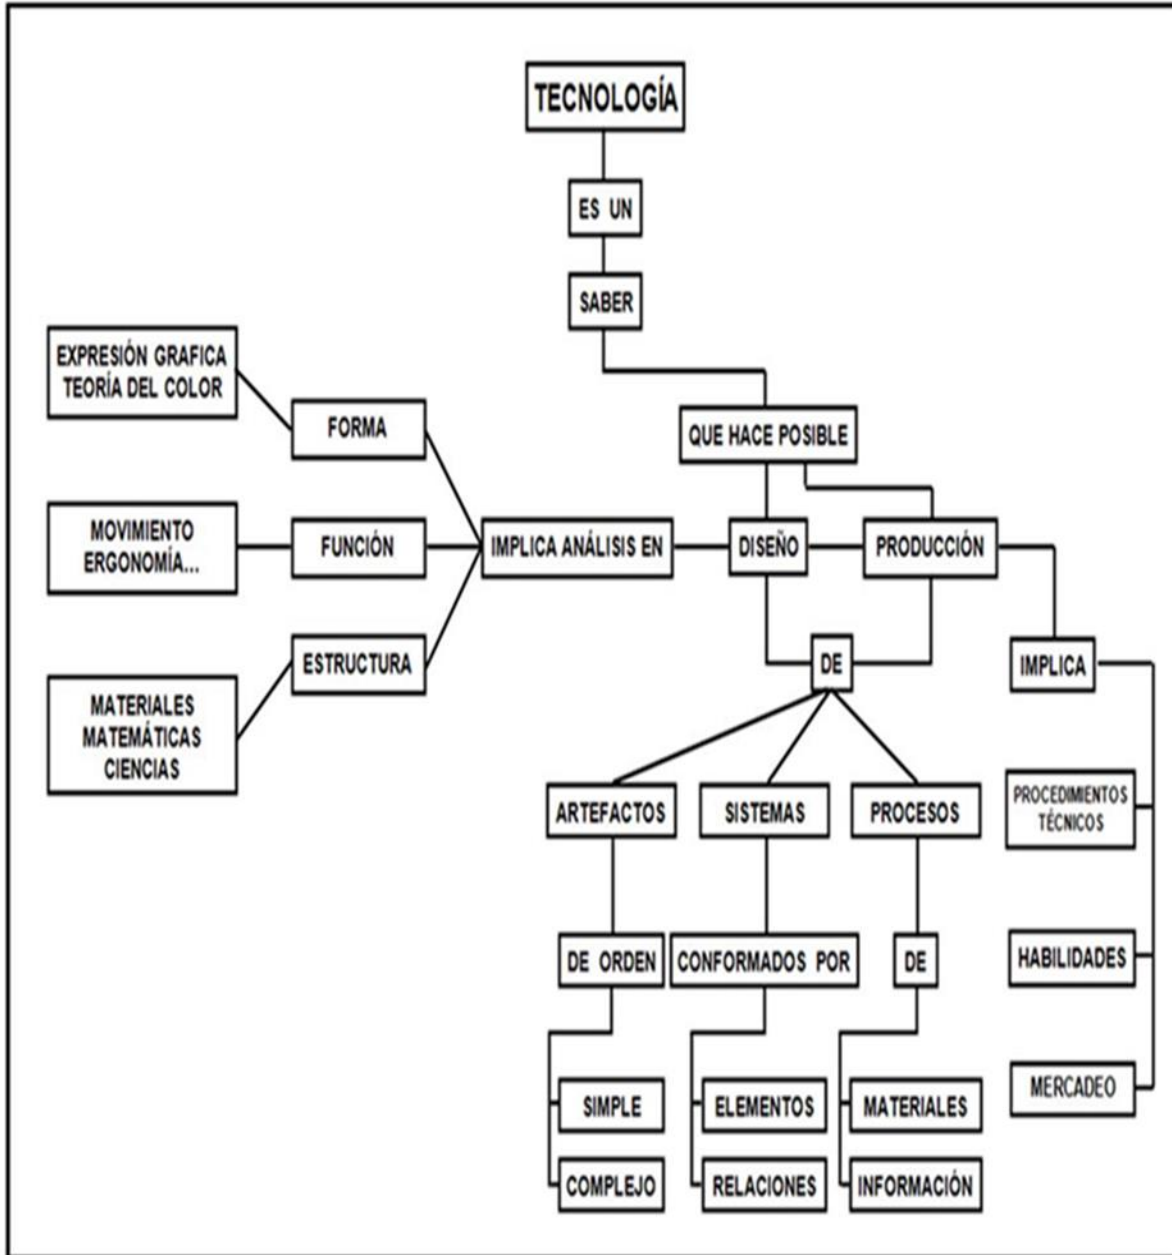 TECNOLOGÍA
ES UN
SABER
QUE HACE POSIBLE
EXPRESIÓN GRAFICA
TEORÍA DEL COLOR
FORMA
MOVIMIENTO
ERGONOMÍA...
FUNCIÓN
IMPLICA ANÁLISIS EN
DISEÑO
PRODUCCIÓN
MATERIALES
MATEMÁTICAS
CIENCIAS
ESTRUCTURA
DE
IMPLICA
ARTEFACTOS
SISTEMAS
PROCESOS
PROCEDIMIENTOS
TÉCNICOS
DE ORDEN
CONFORMADOS POR
DE
HABILIDADES
SIMPLE
ELEMENTOS
MATERIALES
MERCADEO
COMPLEJO
RELACIONES
INFORMACIÓN